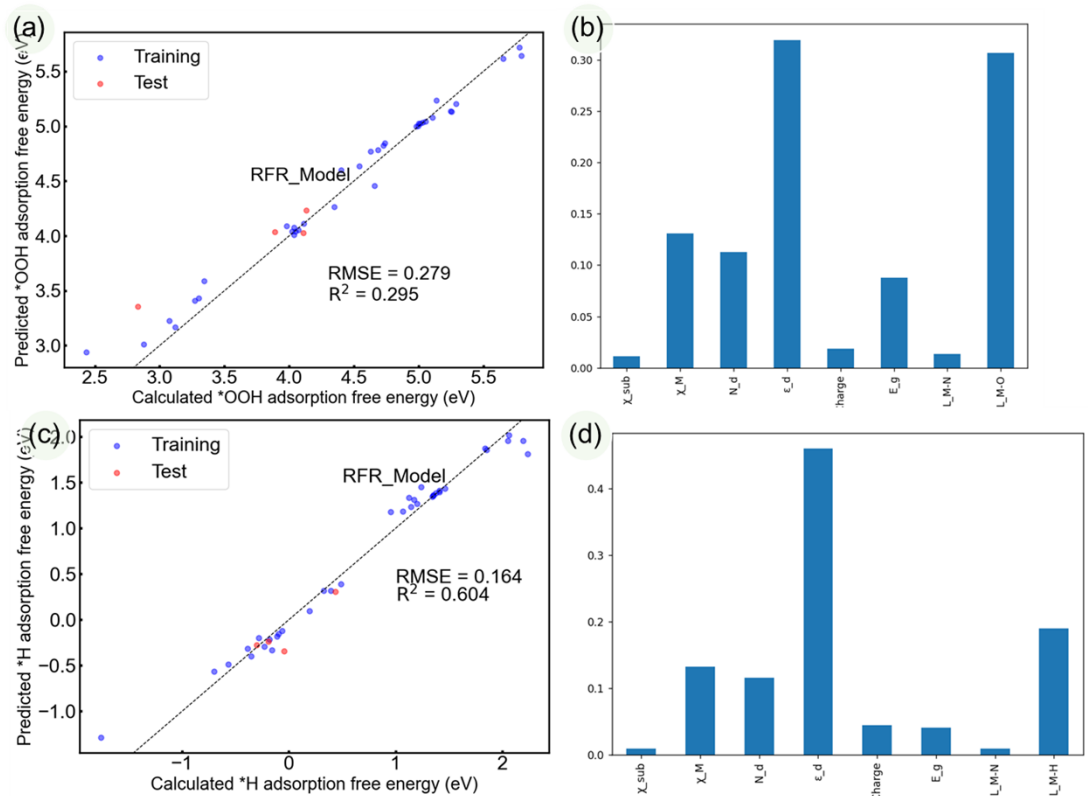 (a)
Training
Test
RFR_Model
RMSE = 0.279
R² = 0.295
Predicted *OOH adsorption free energy (eV)
5.5
5.0
4.5
4.0
3.5
3.0
2.5 3.0 3.5 4.0 4.5 5.0 5.5
Calculated *OOH adsorption free energy (eV)
(b)
0.30
0.25
0.20
0.15
0.10
0.05
0.00
χ_sub χ_M N_d ε_d Charge E_g L_M-N L_M-O
(c)
Training
Test
RFR_Model
RMSE = 0.164
R² = 0.604
Predicted *H adsorption free energy (eV)
2.0
1.5
1.0
0.5
0.0
−0.5
−1.0
−1 0 1 2
Calculated *H adsorption free energy (eV)
(d)
0.4
0.3
0.2
0.1
0.0
χ_sub χ_M N_d ε_d Charge E_g L_M-N L_M-H